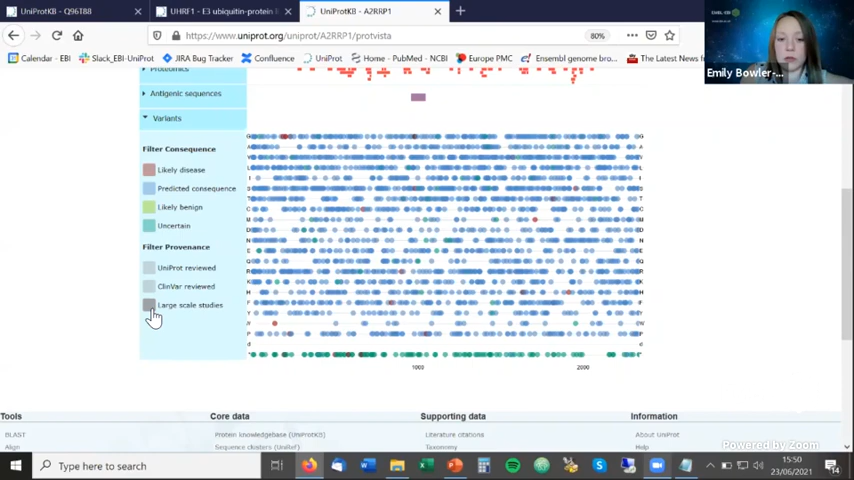 UniProtKB - Q96T88
UHRF1 - E3 ubiquitin-protein
UniProtKB - A2RRP1
https://www.uniprot.org/uniprot/A2RRP1/protvista
80%
EMBL-EBI
Calendar - EBI
Slack_EBI-UniProt
JIRA Bug Tracker
Confluence
UniProt
Home - PubMed - NCBI
Europe PMC
Ensembl genome bro...
The Latest News f
Emily Bowler-...
Proteomics
Antigenic sequences
Variants
Filter Consequence
Likely disease
Predicted consequence
Likely benign
Uncertain
Filter Provenance
UniProt reviewed
ClinVar reviewed
Large scale studies
1000
2000
Tools
Core data
Supporting data
Information
BLAST
Protein knowledgebase (UniProtKB)
Literature citations
About UniProt
Align
Sequence clusters (UniRef)
Taxonomy
Help
Powered by Zoom
Type here to search
15:50
23/06/2021